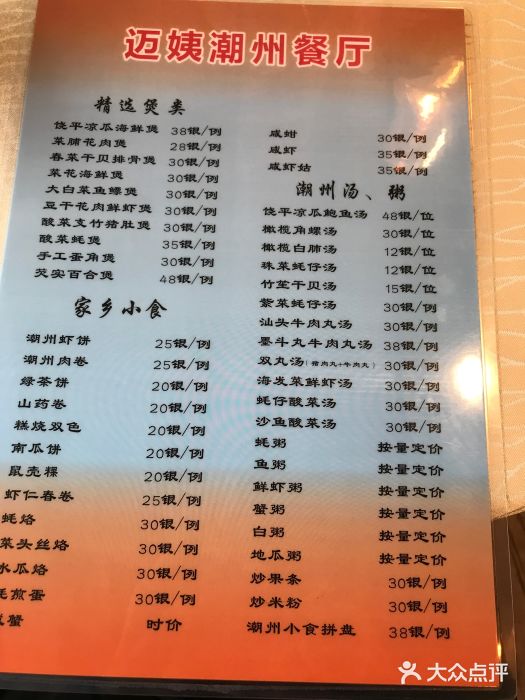 迈姨潮州餐厅
精选煲类
饶平凉瓜海鲜煲 38银/例
菜脯花肉煲 28银/例
春菜干贝排骨煲 30银/例
菜花海鲜煲 30银/例
大白菜鱼螺煲 30银/例
豆干花肉鲜虾煲 30银/例
酸菜支竹猪肚煲 30银/例
酸菜蚝煲 35银/例
手工蛋角煲 30银/例
芡实百合煲 48银/例
家乡小食
潮州虾饼 25银/例
潮州肉卷 25银/例
绿茶饼 20银/例
山药卷 20银/例
糕烧双色 20银/例
南瓜饼 20银/例
鼠壳粿 20银/例
虾仁春卷 25银/例
蚝烙 30银/例
菜头丝烙 30银/例
水瓜烙 30银/例
煎蛋 30银/例
蟹 时价
咸蚶 30银/例
咸虾 35银/例
咸虾姑 35银/例
潮州汤、粥
饶平凉瓜鲍鱼汤 48银/位
橄榄角螺汤 30银/位
橄榄白肺汤 12银/位
珠菜蚝仔汤 12银/位
竹笙干贝汤 15银/位
紫菜蚝仔汤 30银/例
汕头牛肉丸汤 30银/例
墨斗丸牛肉丸汤 38银/例
双丸汤(猪肉丸+牛肉丸) 30银/例
海发菜鲜虾汤 30银/例
蚝仔酸菜汤 30银/例
沙鱼酸菜汤 30银/例
蚝粥 按量定价
鱼粥 按量定价
鲜虾粥 按量定价
蟹粥 按量定价
白粥 按量定价
地瓜粥 按量定价
炒果条 30银/例
炒米粉 30银/例
潮州小食拼盘 38银/例
大众点评